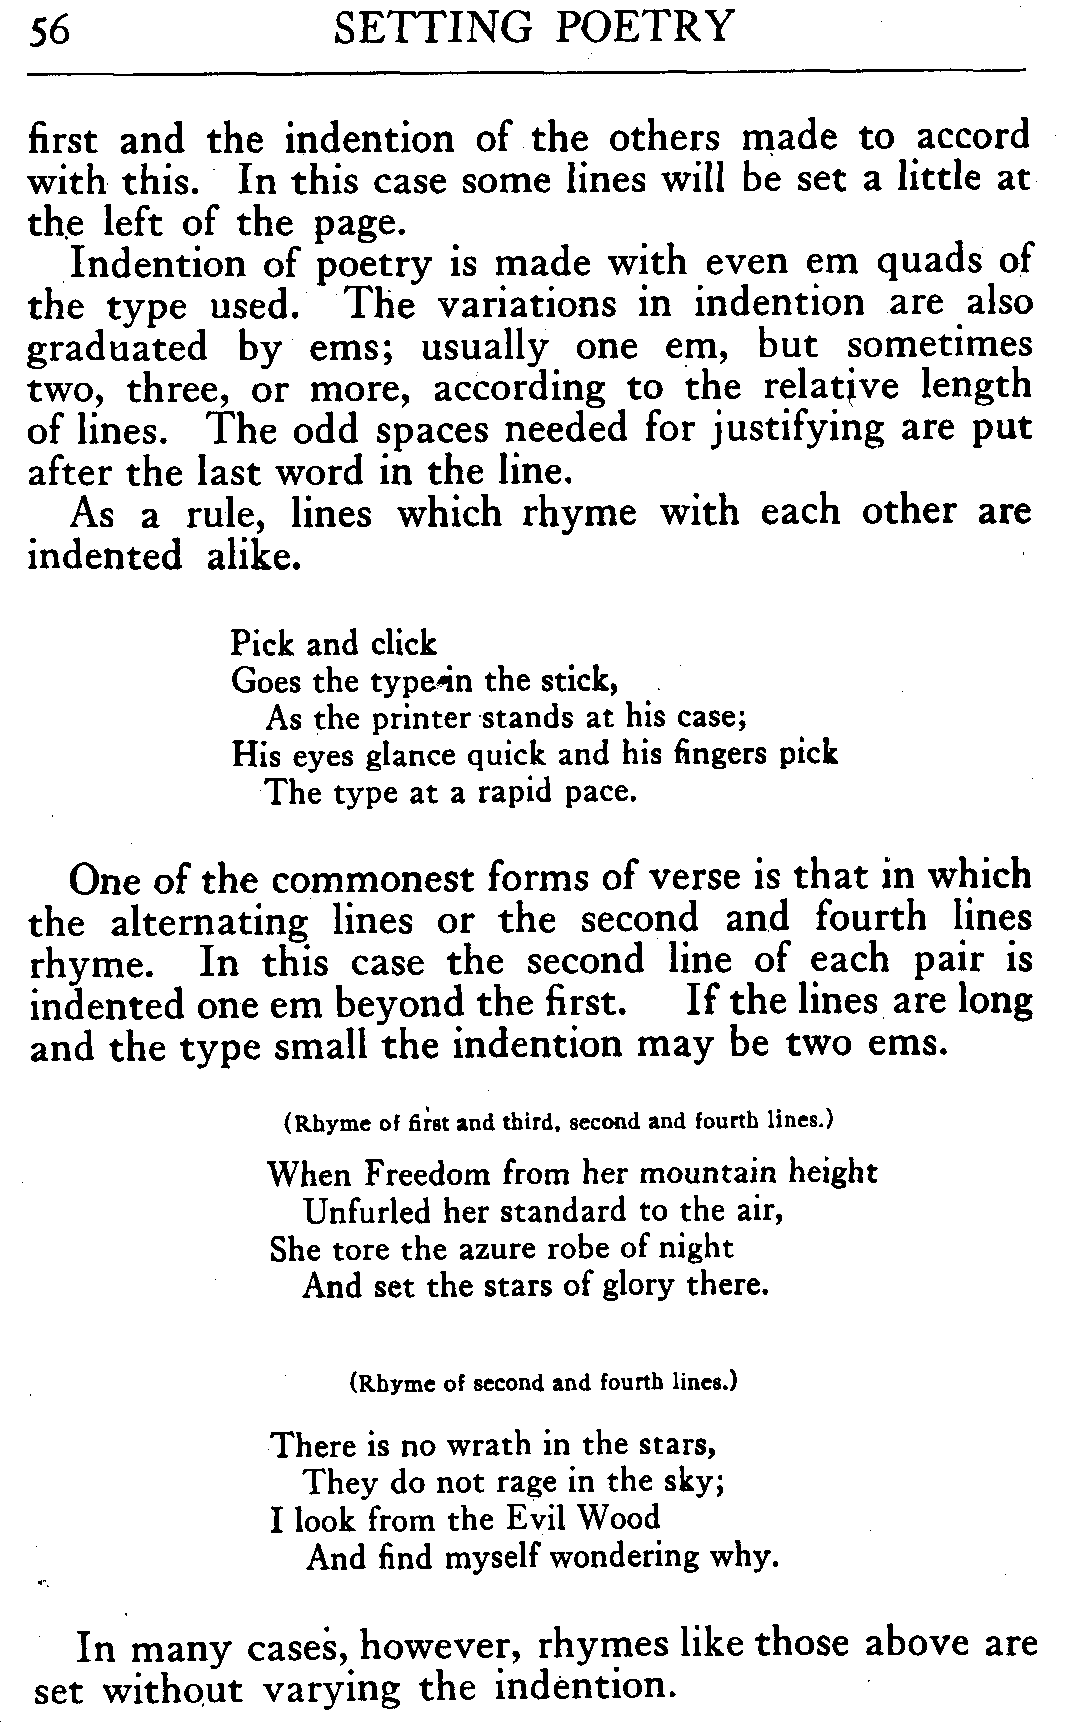 56 SETTING POETRY
first and the indention of the others made to accord
with this. In this case some lines will be set a little at
the left of the page.
Indention of poetry is made with even em quads of
the type used. The variations in indention are also
graduated by ems; usually one em, but sometimes
two, three, or more, according to the relative length
of lines. The odd spaces needed for justifying are put
after the last word in the line.
As a rule, lines which rhyme with each other are
indented alike.
Pick and click
Goes the type in the stick,
As the printer stands at his case;
His eyes glance quick and his fingers pick
The type at a rapid pace.
One of the commonest forms of verse is that in which
the alternating lines or the second and fourth lines
rhyme. In this case the second line of each pair is
indented one em beyond the first. If the lines are long
and the type small the indention may be two ems.
(Rhyme of first and third, second and fourth lines.)
When Freedom from her mountain height
Unfurled her standard to the air,
She tore the azure robe of night
And set the stars of glory there.
(Rhyme of second and fourth lines.)
There is no wrath in the stars,
They do not rage in the sky;
I look from the Evil Wood
And find myself wondering why.
In many cases, however, rhymes like those above are
set without varying the indention.